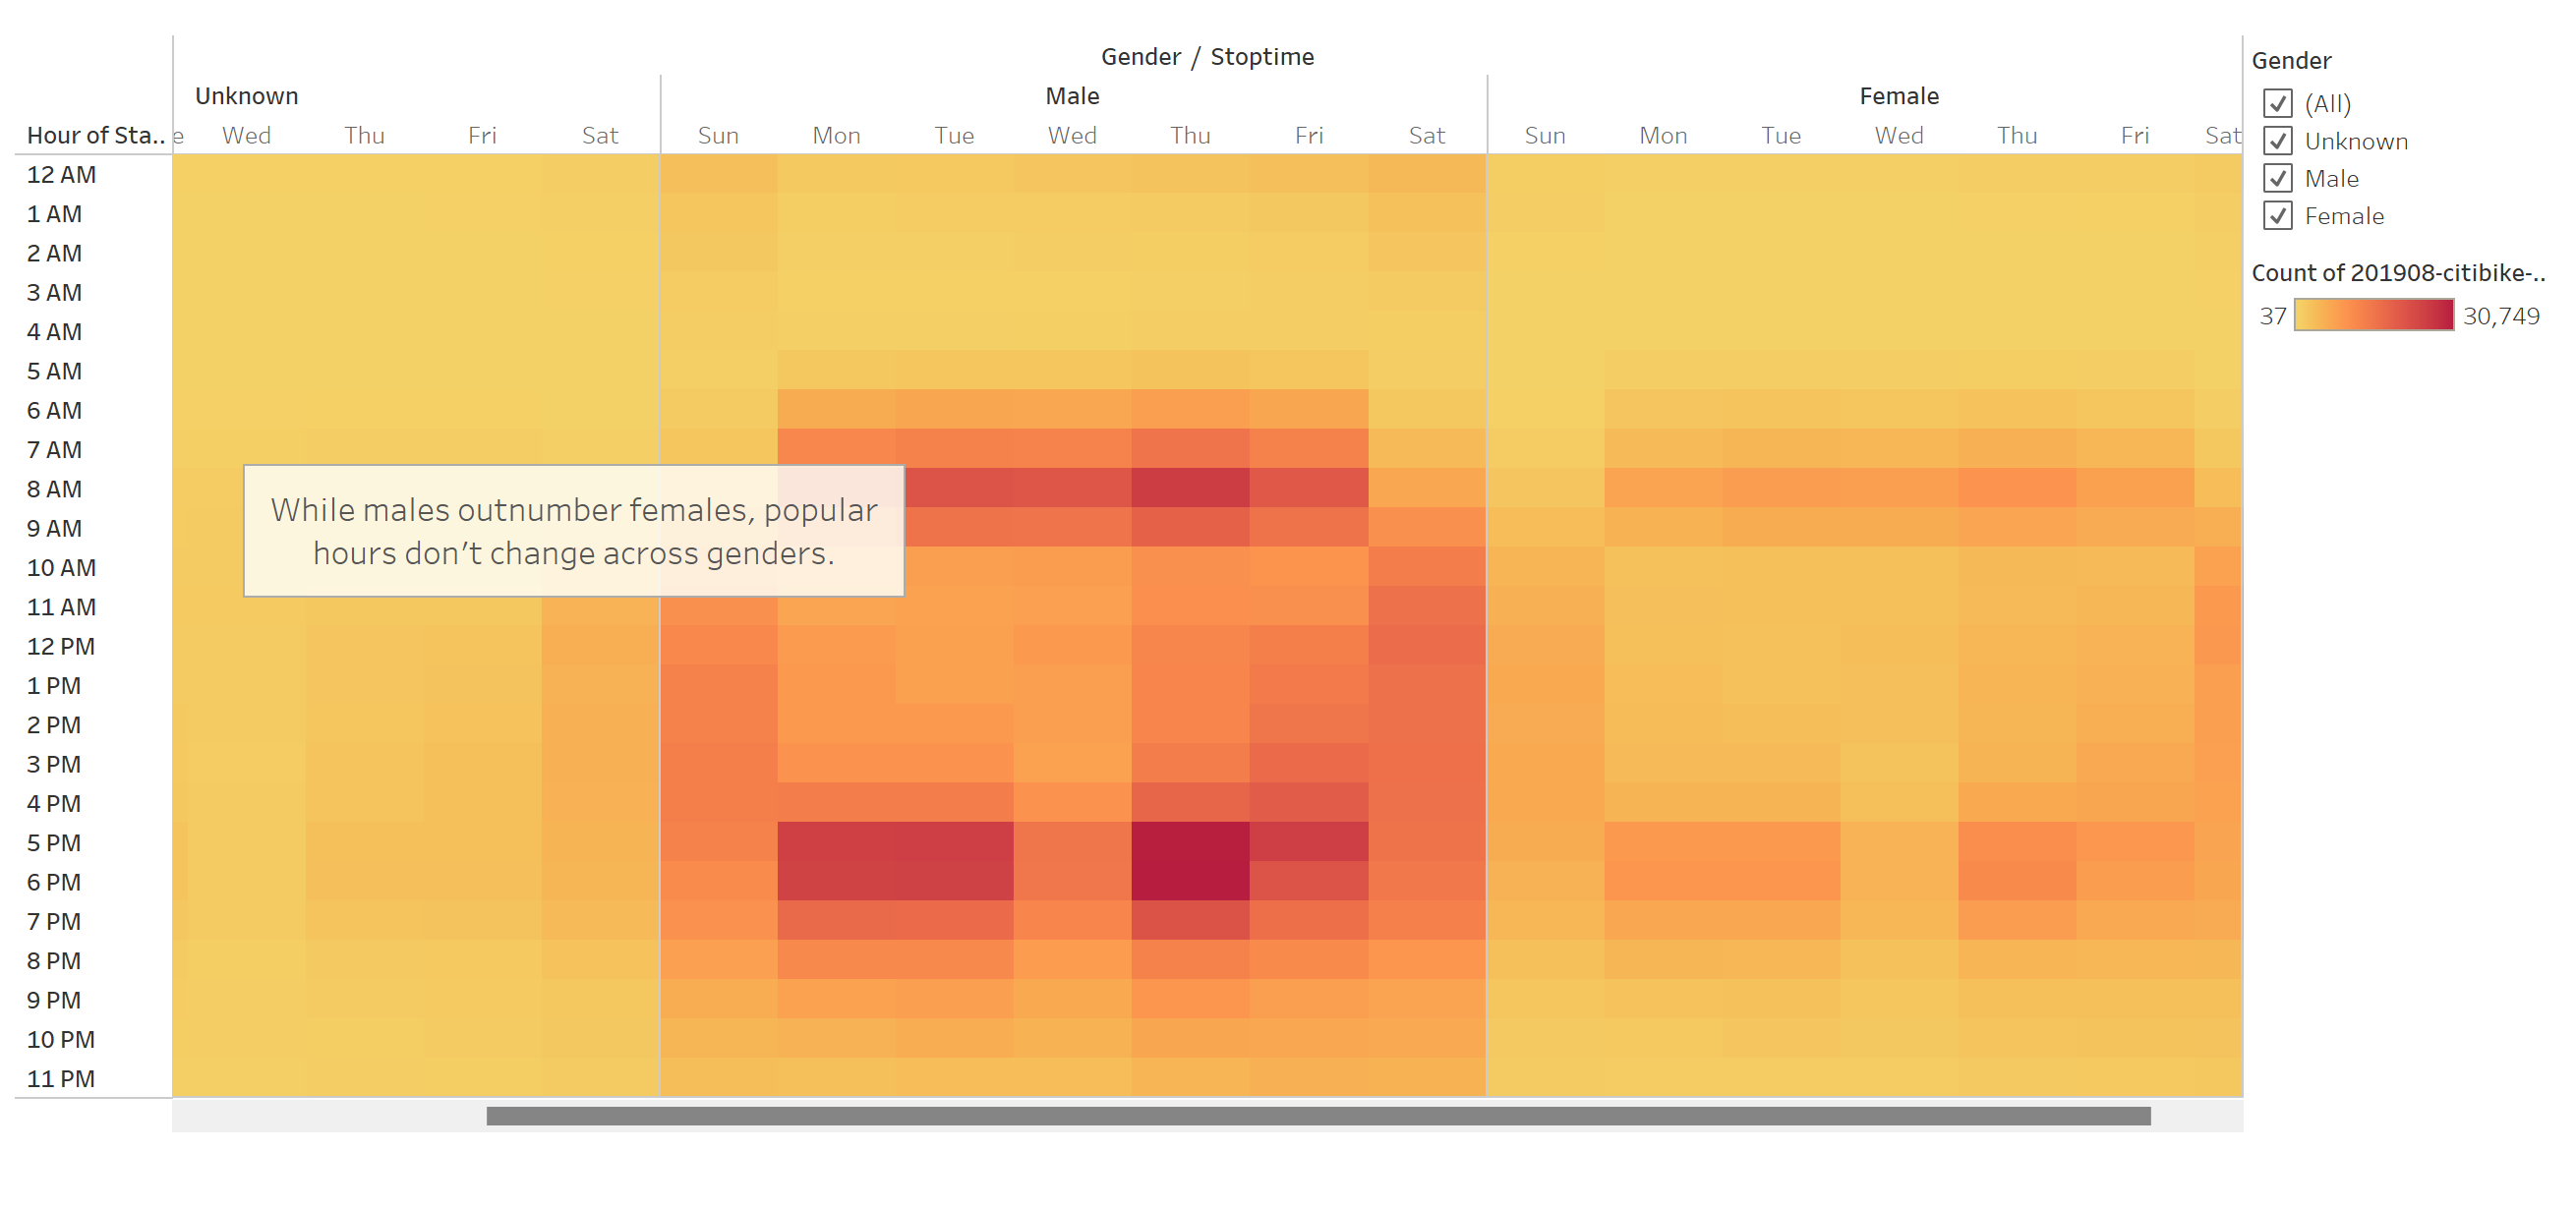 Gender / Stoptime
Unknown Male Female
Hour of Sta.. e Wed Thu Fri Sat Sun Mon Tue Wed Thu Fri Sat Sun Mon Tue Wed Thu Fri Sat
12 AM
1 AM
2 AM
3 AM
4 AM
5 AM
6 AM
7 AM
8 AM
9 AM
10 AM
11 AM
12 PM
1 PM
2 PM
3 PM
4 PM
5 PM
6 PM
7 PM
8 PM
9 PM
10 PM
11 PM
While males outnumber females, popular
hours don't change across genders.
Gender
(All)
Unknown
Male
Female
Count of 201908-citibike-..
37 30,749